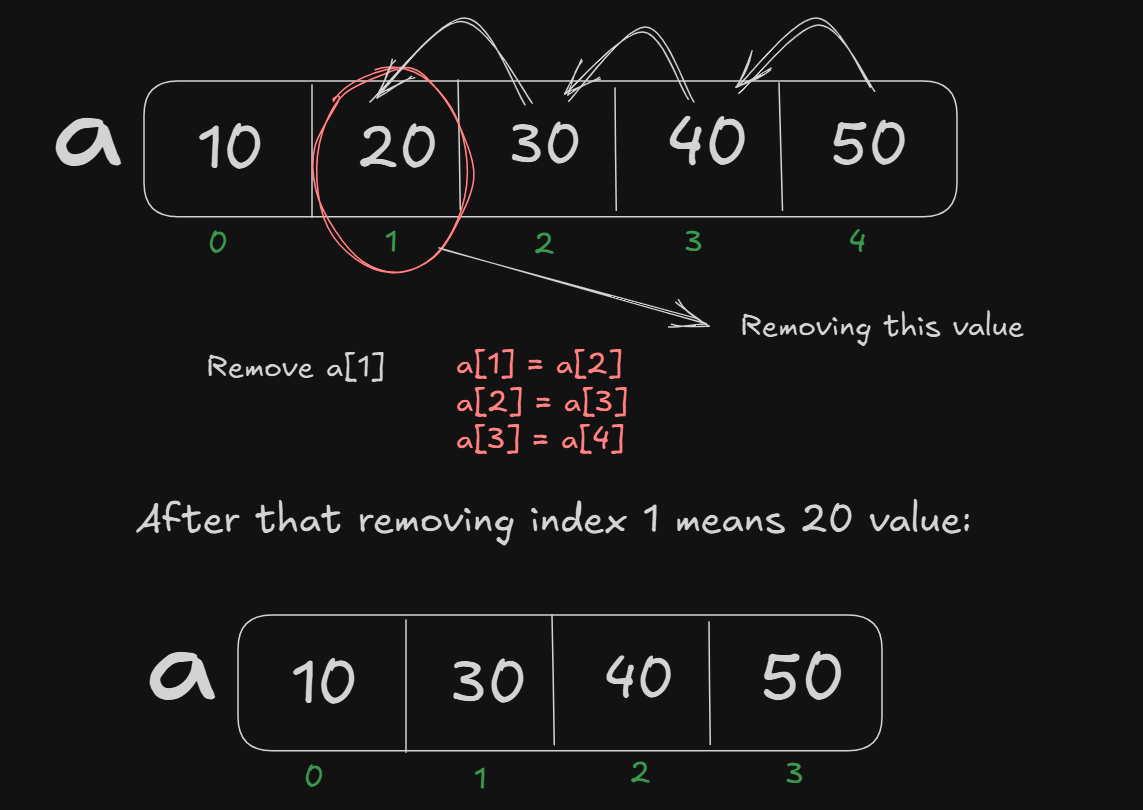 a 10 20 30 40 50
0 1 2 3 4
Removing this value
Remove a[1] a[1] = a[2]
a[2] = a[3]
a[3] = a[4]
After that removing index 1 means 20 value:
a 10 30 40 50
0 1 2 3